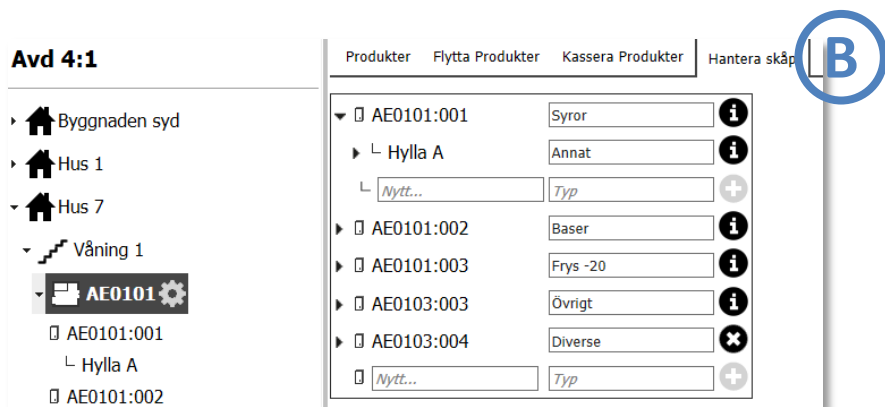 Avd 4:1
Byggnaden syd
Hus 1
Hus 7
Våning 1
AE0101
AE0101:001
Hylla A
AE0101:002
Produkter Flytta Produkter Kassera Produkter Hantera skåp
B
AE0101:001 Syror
Hylla A Annat
Nytt... Typ
AE0101:002 Baser
AE0101:003 Frys -20
AE0103:003 Övrigt
AE0103:004 Diverse
Nytt... Typ